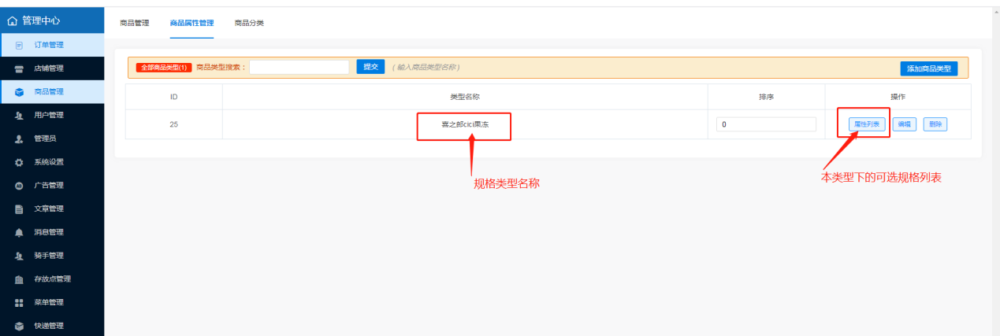 管理中心
商品管理
商品属性管理
商品分类
订单管理
店铺管理
商品管理
用户管理
管理员
系统设置
广告管理
文章管理
消息管理
骑手管理
存放点管理
菜单管理
快递管理
全部商品类型(1) 商品类型搜索： 提交 (输入商品类型名称) 添加商品类型
ID 类型名称 排序 操作
25 喜之郎cici果冻 0 属性列表 编辑 删除
规格类型名称
本类型下的可选规格列表